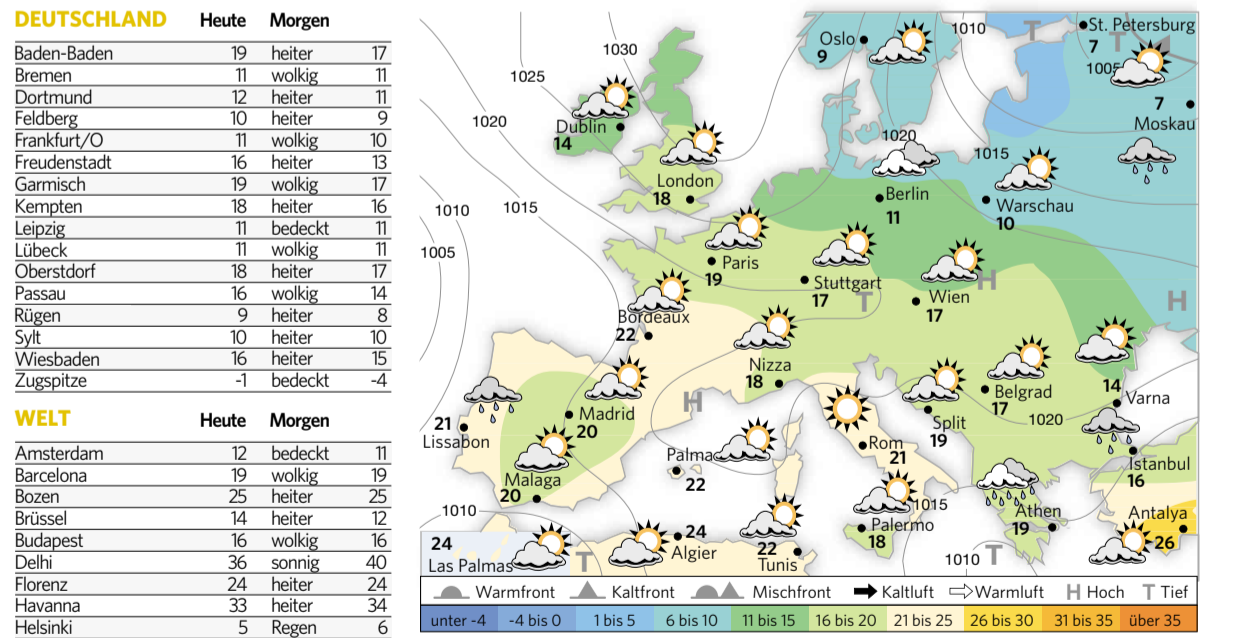 DEUTSCHLAND Heute Morgen
Baden-Baden 19 heiter 17
Bremen 11 wolkig 11
Dortmund 12 heiter 11
Feldberg 10 heiter 9
Frankfurt/O 11 wolkig 10
Freudenstadt 16 heiter 13
Garmisch 19 wolkig 17
Kempten 18 heiter 16
Leipzig 11 bedeckt 11
Lübeck 11 wolkig 11
Oberstdorf 18 heiter 17
Passau 16 wolkig 14
Rügen 9 heiter 8
Sylt 10 heiter 10
Wiesbaden 16 heiter 15
Zugspitze -1 bedeckt -4
WELT Heute Morgen
Amsterdam 12 bedeckt 11
Barcelona 19 wolkig 19
Bozen 25 heiter 25
Brüssel 14 heiter 12
Budapest 16 wolkig 16
Delhi 36 sonnig 40
Florenz 24 heiter 24
Havanna 33 heiter 34
Helsinki 5 Regen 6
1010 T St. Petersburg
Oslo 9
7 T
1030
1005
1025
7
Moskau
1020
Dublin
14
1020
1015
London
18
Berlin
11
Warschau
10
1010 1015
1005
Paris
19
Stuttgart
17
T
H
Wien
17
H
Bordeaux
22
Nizza
18
H
Madrid
20
21
Lissabon
Split
19
Belgrad
17
1020
14
Varna
Rom
21
Palma
22
Istanbul
16
Malaga
20
1010
1015
Palermo
18
Athen
19
Antalya
26
24
Las Palmas
T
24
Algier
22
Tunis
1010 T
Warmfront Kaltfront Mischfront Kaltluft Warmluft H Hoch T Tief
unter -4 -4 bis 0 1 bis 5 6 bis 10 11 bis 15 16 bis 20 21 bis 25 26 bis 30 31 bis 35 über 35